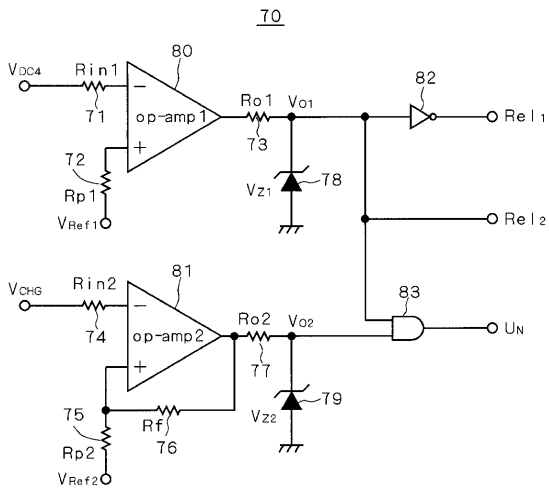 70
80
VDC4
Rin1
71
−
op-amp1
+
72
Rp1
VRef1
Ro1
73
VO1
VZ1
78
82
Rel1
Rel2
81
VCHG
Rin2
74
−
op-amp2
+
75
Rp2
VRef2
Rf
76
Ro2
77
VO2
VZ2
79
83
UN